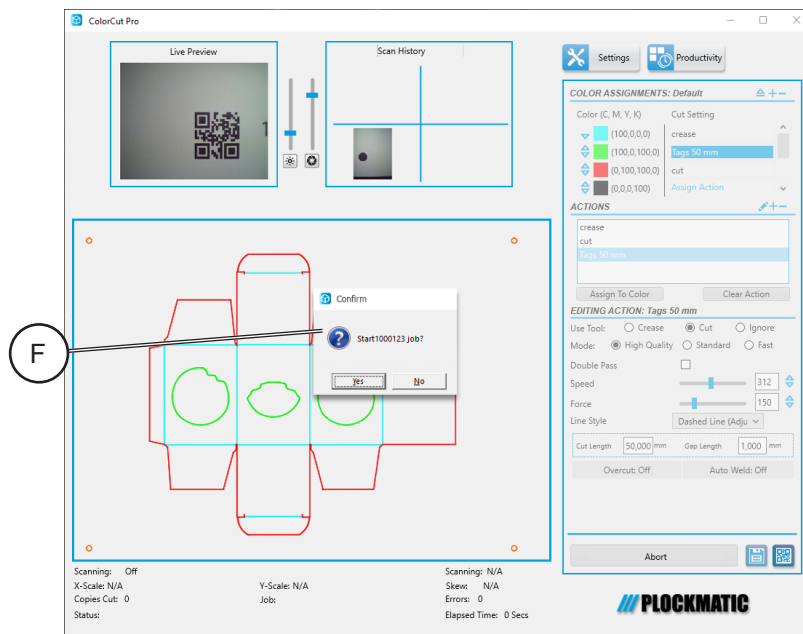 ColorCut Pro
Live Preview
Scan History
Settings
Productivity
COLOR ASSIGNMENTS: Default
Color (C, M, Y, K) Cut Setting
(100,0,0,0) crease
(100,0,100,0) Tags 50 mm
(0,100,100,0) cut
(0,0,0,100) Assign Action
ACTIONS
crease
cut
Tags 50 mm
Assign To Color Clear Action
EDITING ACTION: Tags 50 mm
Use Tool: Crease Cut Ignore
Mode: High Quality Standard Fast
Double Pass
Speed 312
Force 150
Line Style Dashed Line (Adju
Cut Length 50,000 mm Gap Length 1,000 mm
Overcut: Off Auto Weld: Off
Abort
F
Confirm
Start1000123 job?
Yes No
Scanning: Off Scanning: N/A
X-Scale: N/A Y-Scale: N/A Skew: N/A
Copies Cut: 0 Job: Errors: 0
Status: Elapsed Time: 0 Secs
PLOCKMATIC
1